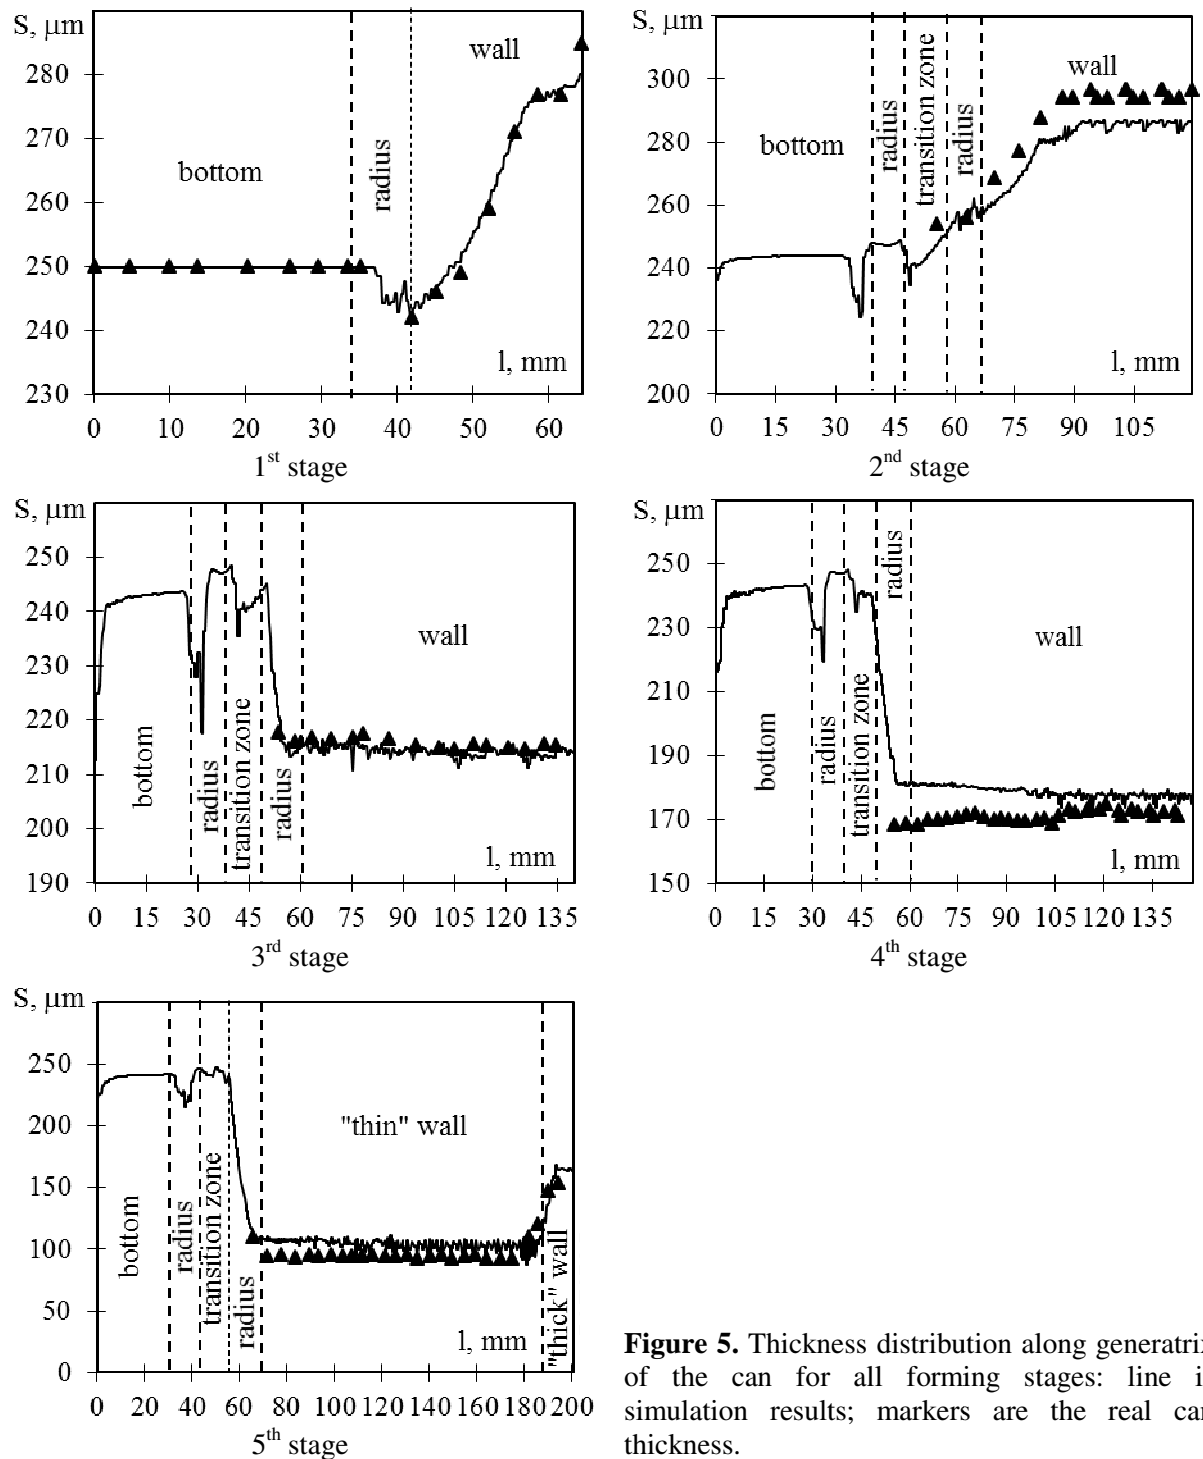 S, μm
280
270
260
250
240
230
bottom
radius
wall
l, mm
0 10 20 30 40 50 60
1st stage
S, μm
300
280
260
240
220
200
bottom
radius
transition zone
radius
wall
l, mm
0 15 30 45 60 75 90 105
2nd stage
S, μm
250
240
230
220
210
200
190
bottom
radius
transition zone
radius
wall
l, mm
0 15 30 45 60 75 90 105 120 135
3rd stage
S, μm
250
230
210
190
170
150
bottom
radius
transition zone
radius
wall
l, mm
0 15 30 45 60 75 90 105 120 135
4th stage
S, μm
250
200
150
100
50
0
bottom
radius
transition zone
radius
"thin" wall
"thick" wall
l, mm
0 20 40 60 80 100 120 140 160 180 200
5th stage
Figure 5. Thickness distribution along generatrix
of the can for all forming stages: line i
simulation results; markers are the real can
thickness.